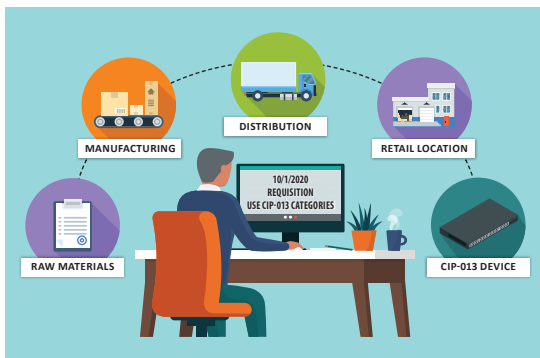 DISTRIBUTION
MANUFACTURING
RETAIL LOCATION
10/1/2020
REQUISITION
USE CIP-013 CATEGORIES
RAW MATERIALS
CIP-013 DEVICE